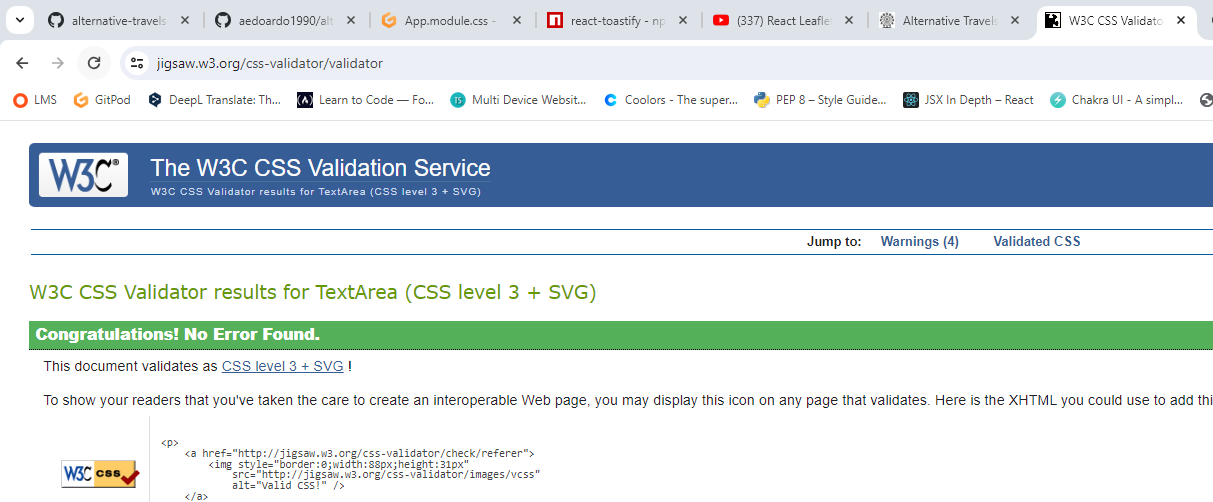 alternative-travels
aedoardo1990/alt
App.module.css -
react-toastify - np
(337) React Leaflet
Alternative Travels
W3C CSS Validato
jigsaw.w3.org/css-validator/validator
LMS
GitPod
DeepL Translate: Th...
Learn to Code — Fo...
Multi Device Websit...
Coolors - The super...
PEP 8 – Style Guide...
JSX In Depth – React
Chakra UI - A simpl...
W3C®
The W3C CSS Validation Service
W3C CSS Validator results for TextArea (CSS level 3 + SVG)
Jump to: Warnings (4) Validated CSS
W3C CSS Validator results for TextArea (CSS level 3 + SVG)
Congratulations! No Error Found.
This document validates as CSS level 3 + SVG !
To show your readers that you've taken the care to create an interoperable Web page, you may display this icon on any page that validates. Here is the XHTML you could use to add thi
W3C css
<p>
<a href="http://jigsaw.w3.org/css-validator/check/referer">
<img style="border:0;width:88px;height:31px"
src="http://jigsaw.w3.org/css-validator/images/vcss"
alt="Valid CSS!" />
</a>